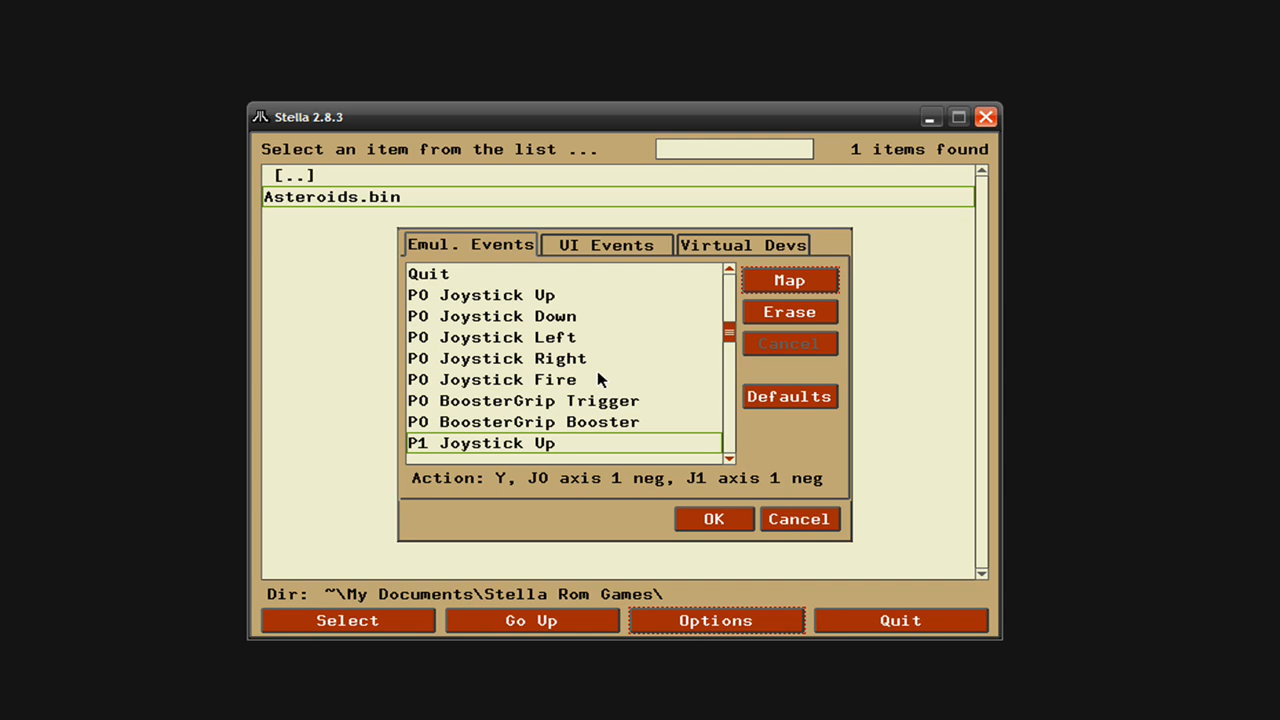 Stella 2.8.3
Select an item from the list ... 1 items found
[..]
Asteroids.bin
Emul. Events UI Events Virtual Devs
Quit
P0 Joystick Up
P0 Joystick Down
P0 Joystick Left
P0 Joystick Right
P0 Joystick Fire
P0 BoosterGrip Trigger
P0 BoosterGrip Booster
P1 Joystick Up
Map
Erase
Cancel
Defaults
Action: Y, J0 axis 1 neg, J1 axis 1 neg
OK Cancel
Dir: ~\My Documents\Stella Rom Games\
Select Go Up Options Quit